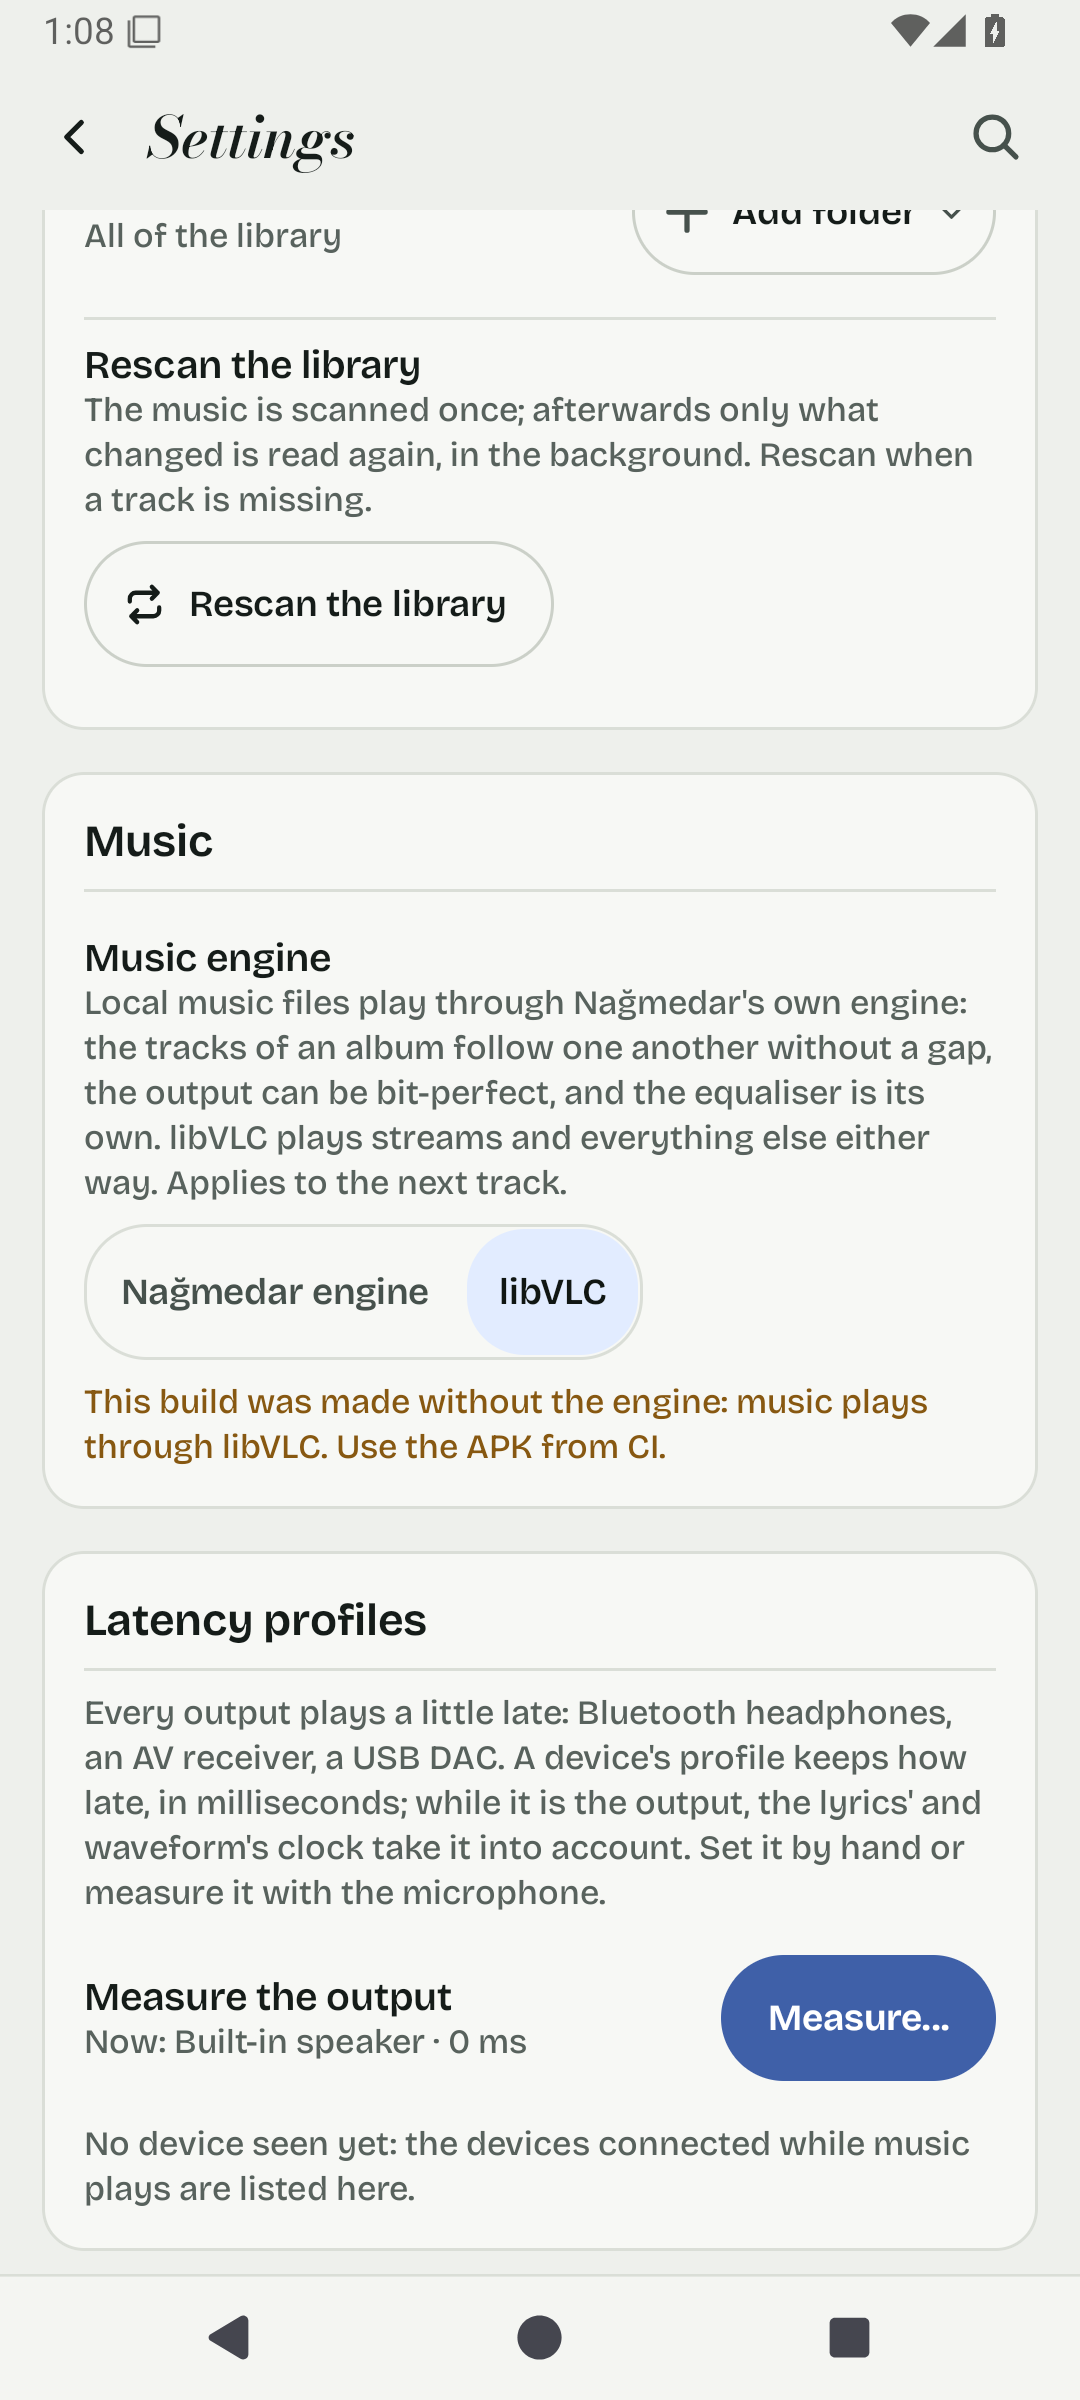 1:08
Settings
All of the library
Add folder
Rescan the library
The music is scanned once; afterwards only what
changed is read again, in the background. Rescan when
a track is missing.
Rescan the library
Music
Music engine
Local music files play through Nağmedar's own engine:
the tracks of an album follow one another without a gap,
the output can be bit-perfect, and the equaliser is its
own. libVLC plays streams and everything else either
way. Applies to the next track.
Nağmedar engine
libVLC
This build was made without the engine: music plays
through libVLC. Use the APK from CI.
Latency profiles
Every output plays a little late: Bluetooth headphones,
an AV receiver, a USB DAC. A device's profile keeps how
late, in milliseconds; while it is the output, the lyrics' and
waveform's clock take it into account. Set it by hand or
measure it with the microphone.
Measure the output
Now: Built-in speaker · 0 ms
Measure...
No device seen yet: the devices connected while music
plays are listed here.